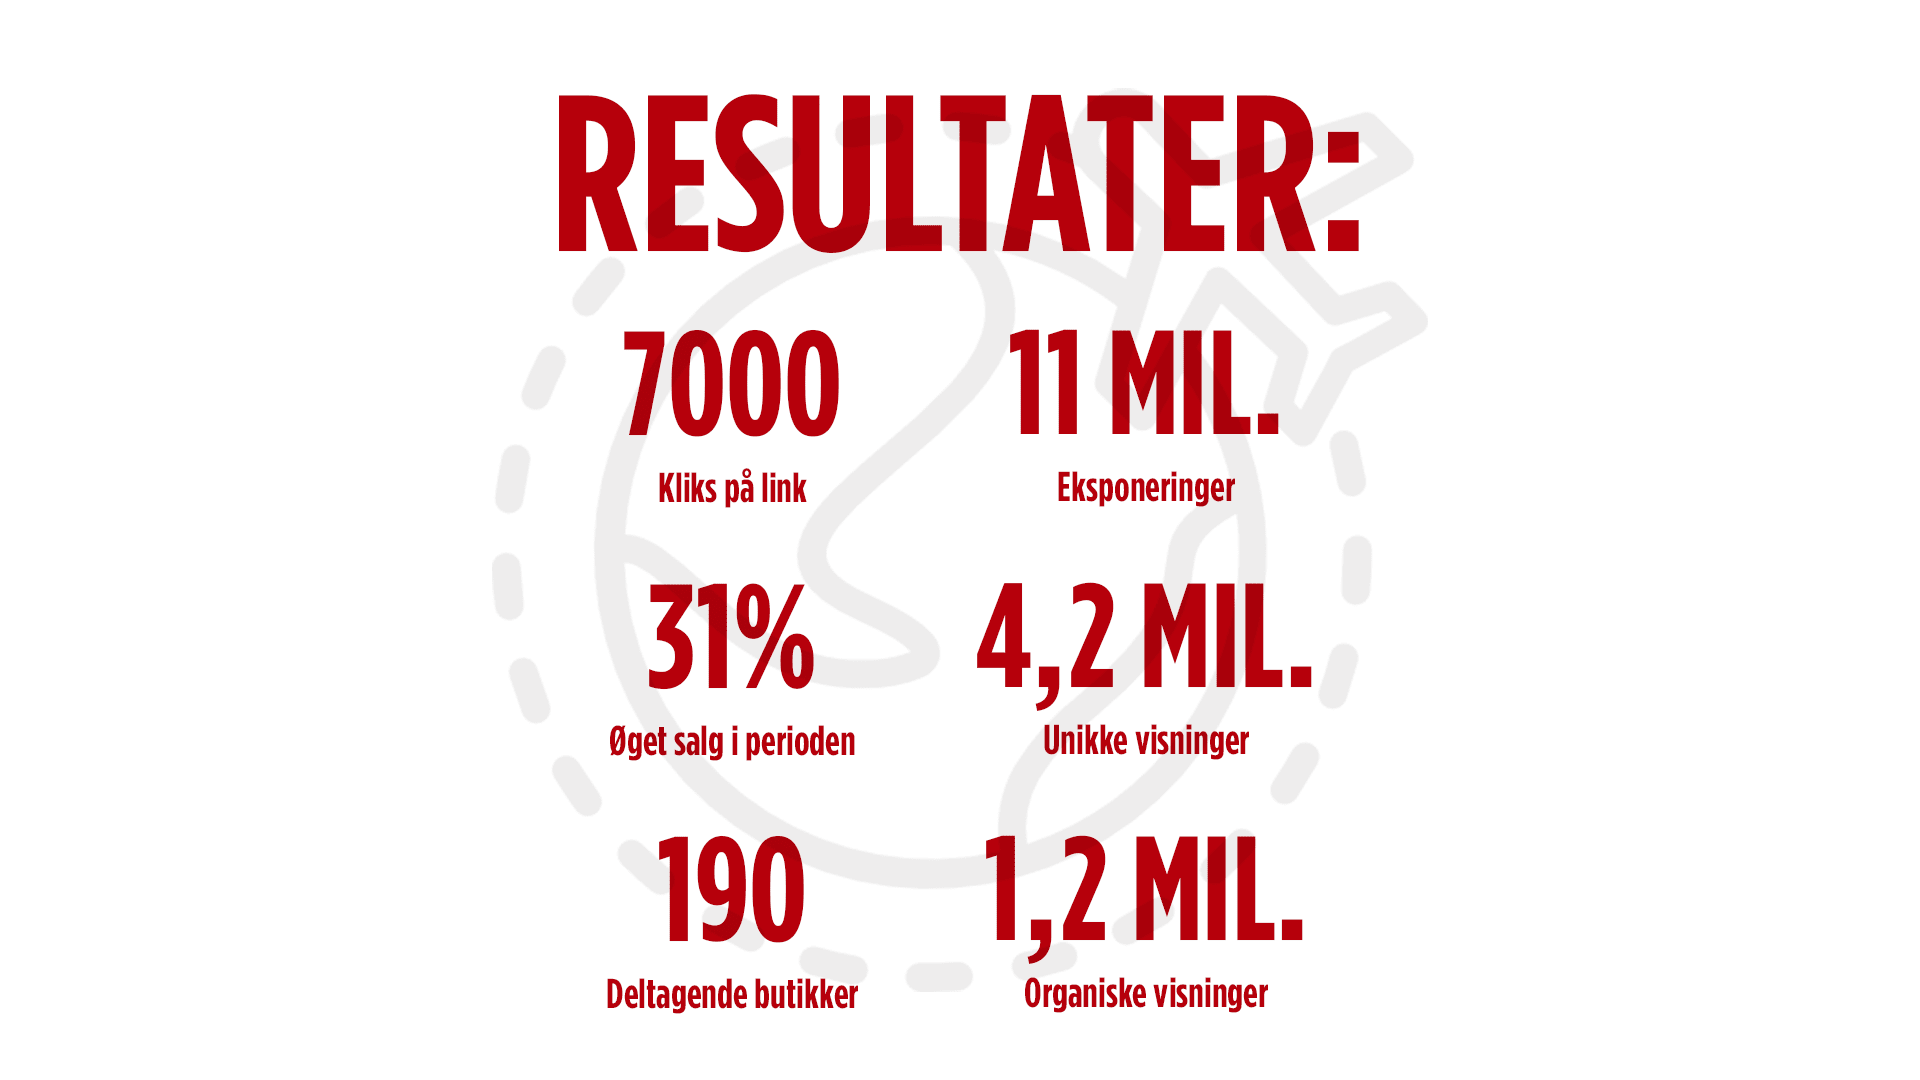 RESULTATER:
7000
Kliks på link
11 MIL.
Eksponeringer
31%
Øget salg i perioden
4,2 MIL.
Unikke visninger
190
Deltagende butikker
1,2 MIL.
Organiske visninger